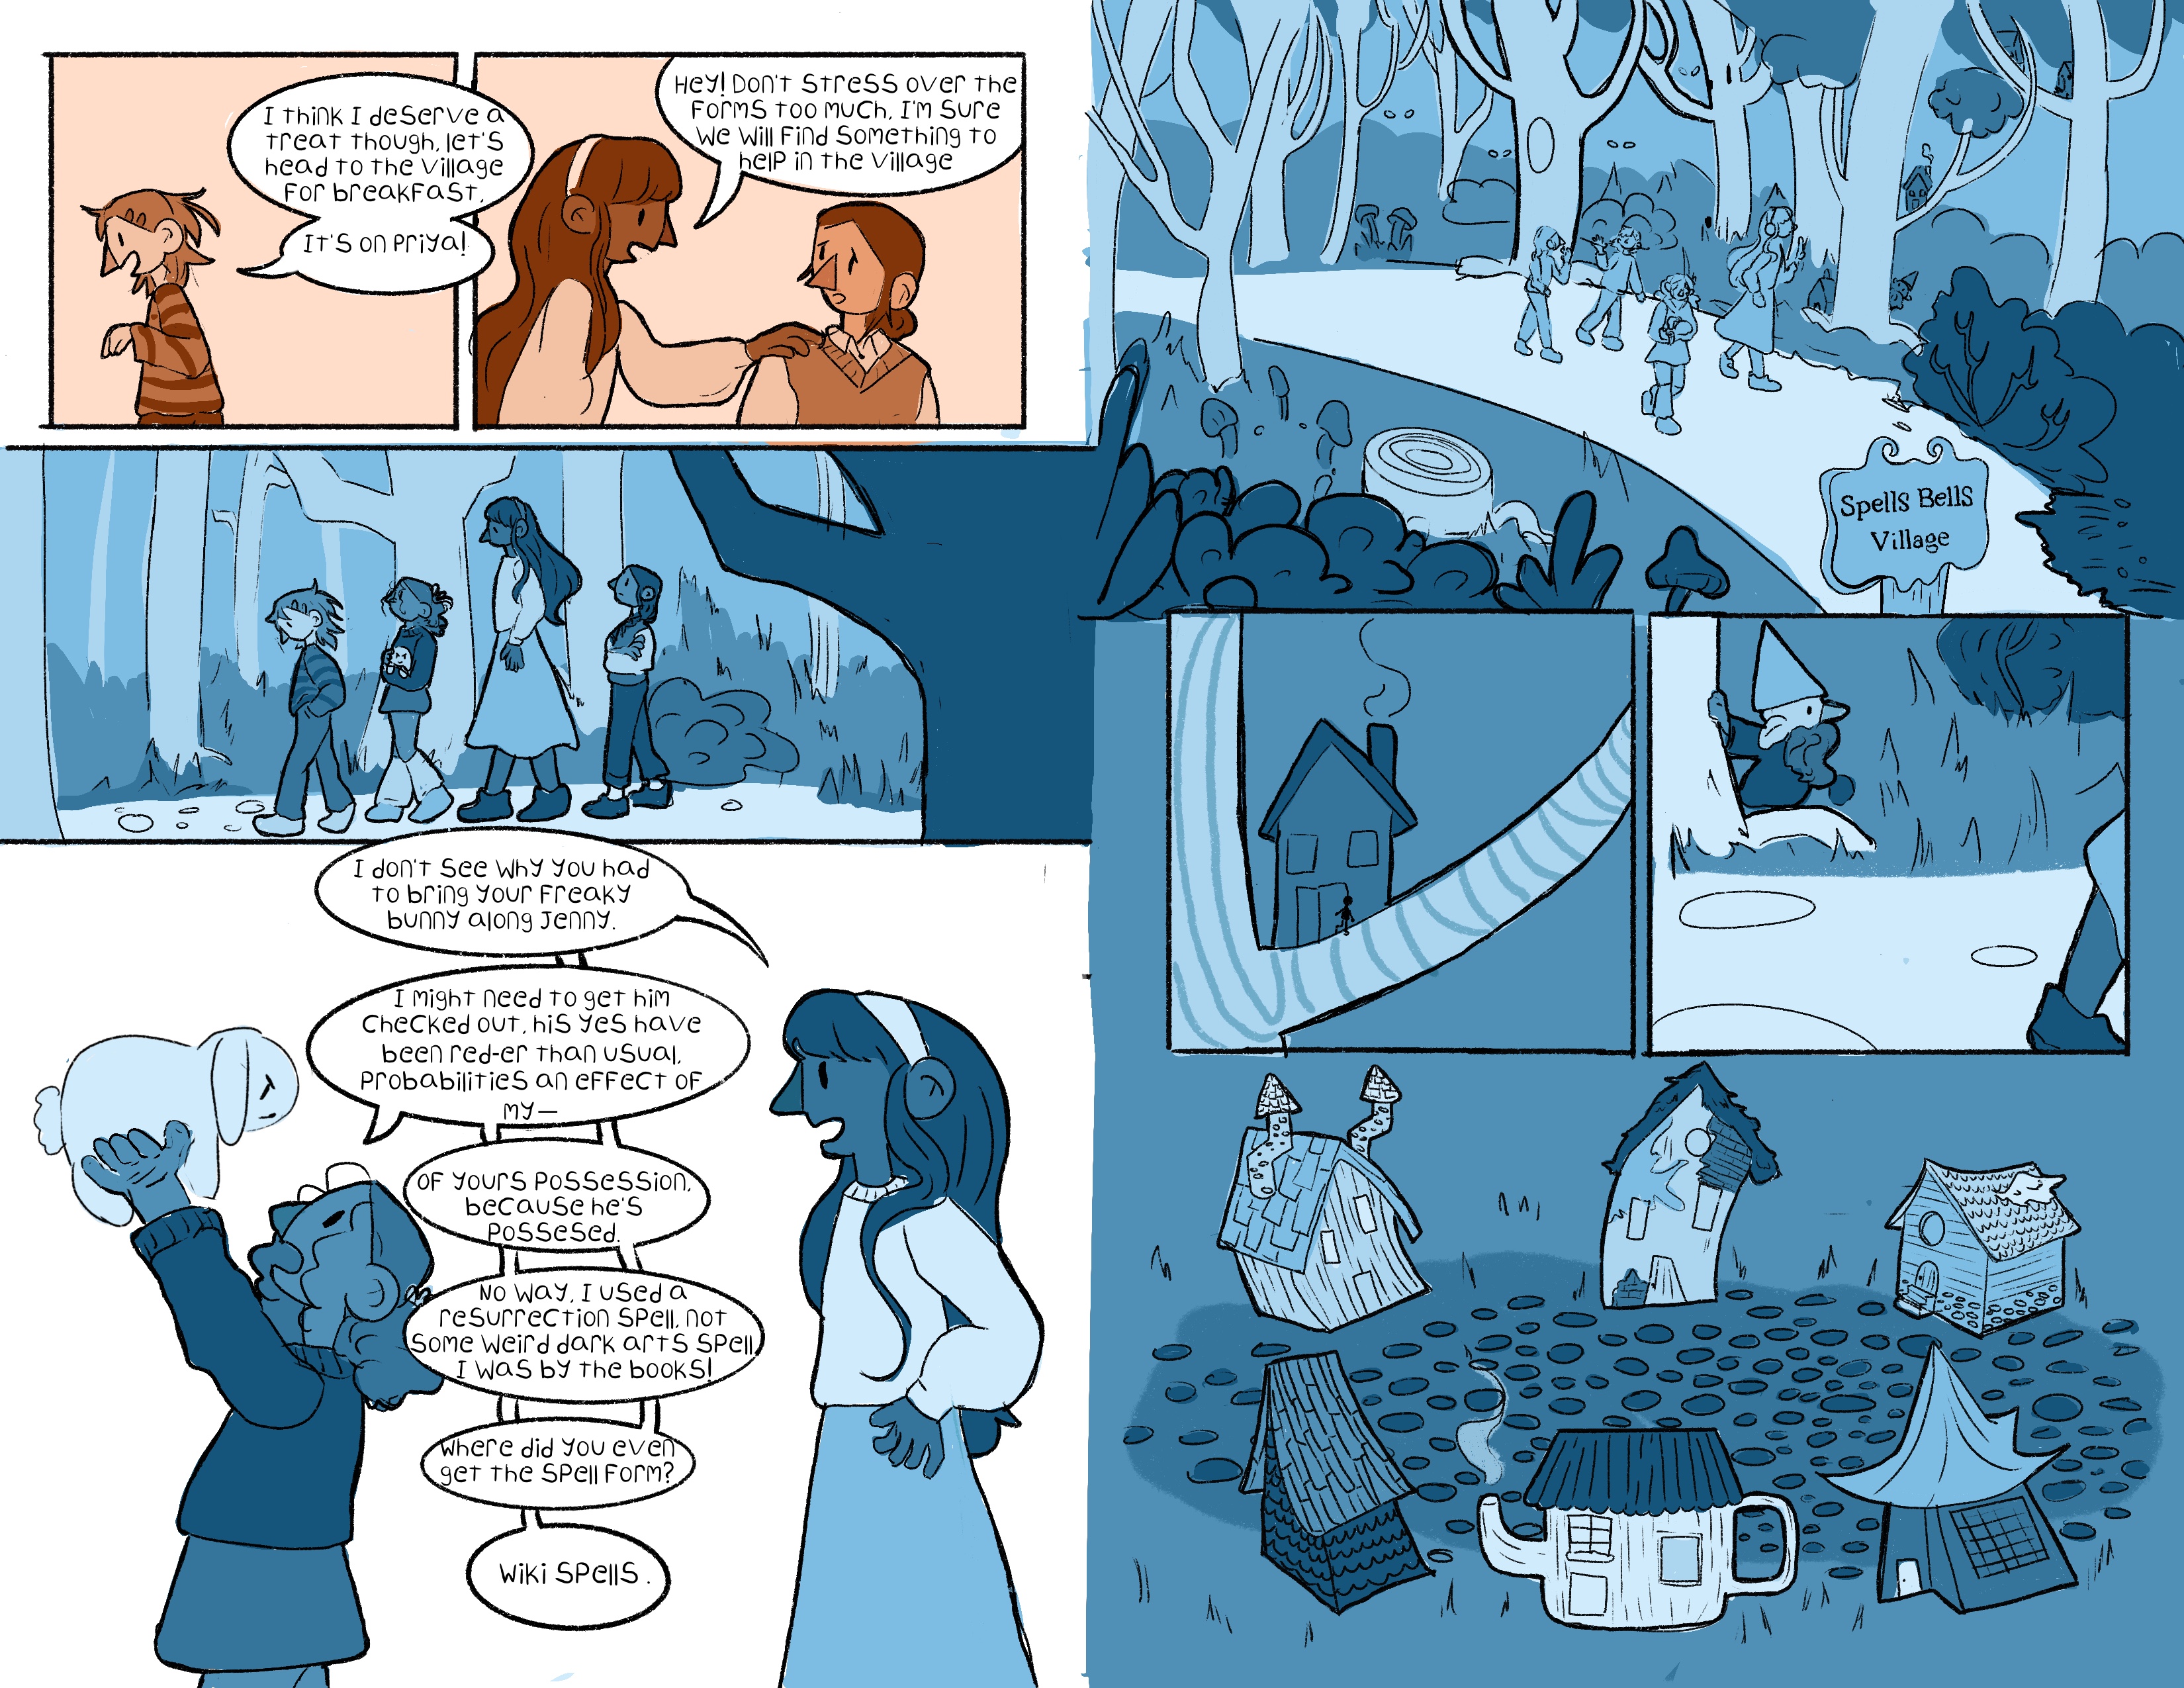 I think I deserve a
treat though, let's
head to the village
for breakfast.
It's on Priya!
Hey! Don't stress over the
forms too much, I'm sure
we will find something to
help in the village
I don't see why you had
to bring your freaky
bunny along Jenny.
I might need to get him
checked out, his yes have
been red-er than usual.
Probabilities an effect of
my—
Of yours possession,
because he's
possesed.
No way, I used a
resurrection spell, not
some weird dark arts spell
I was by the books!
Where did you even
get the spell form?
Wiki spells.
Spells Bells
Village